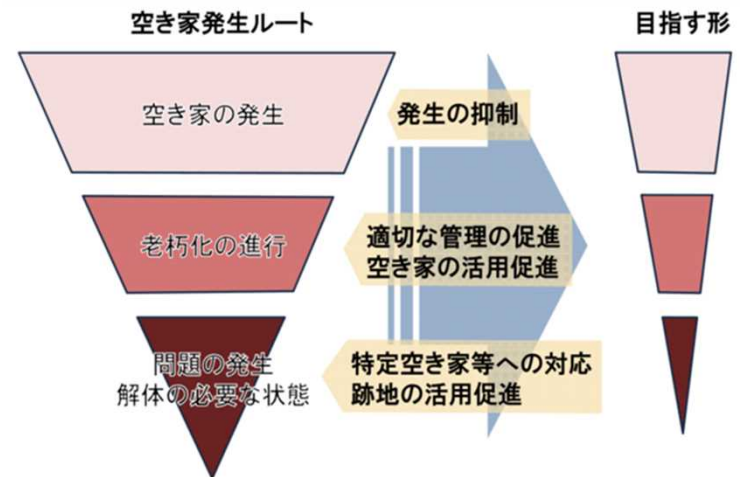 空き家発生ルート
目指す形
空き家の発生
発生の抑制
老朽化の進行
適切な管理の促進
空き家の活用促進
問題の発生
解体の必要な状態
特定空き家等への対応
跡地の活用促進